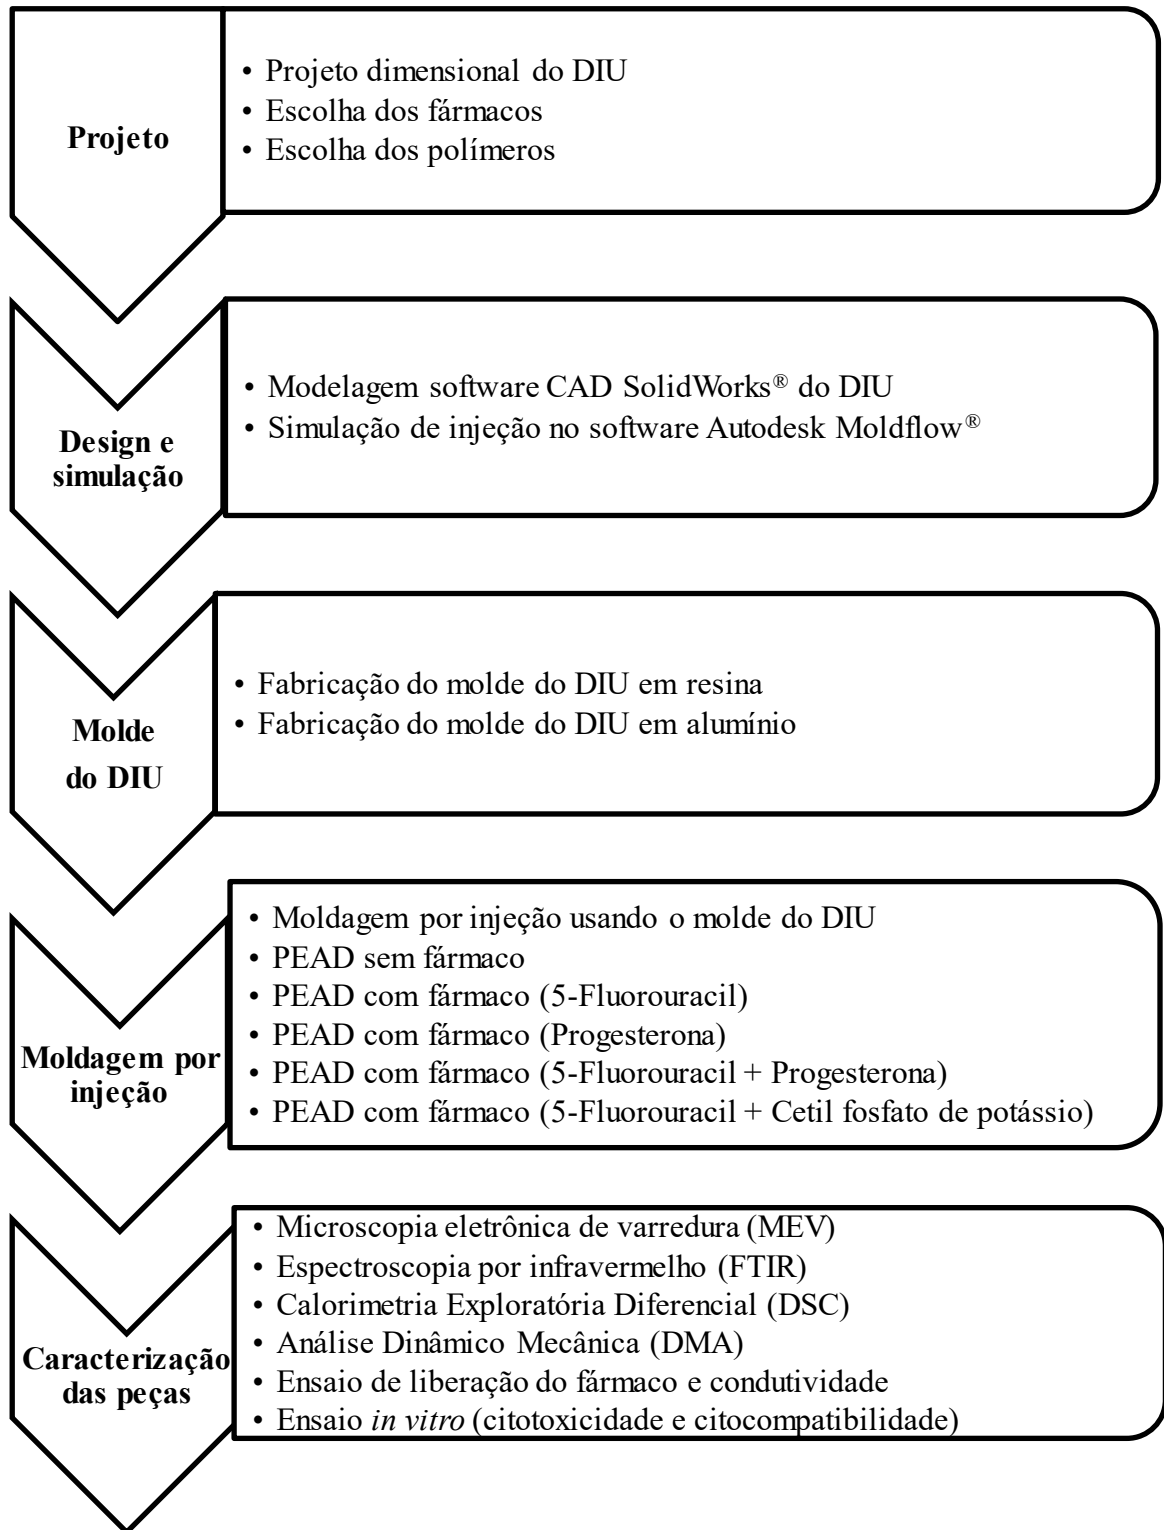 Projeto
• Projeto dimensional do DIU
• Escolha dos fármacos
• Escolha dos polímeros
Design e
simulação
• Modelagem software CAD SolidWorks® do DIU
• Simulação de injeção no software Autodesk Moldflow®
Molde
do DIU
• Fabricação do molde do DIU em resina
• Fabricação do molde do DIU em alumínio
Moldagem por
injeção
• Moldagem por injeção usando o molde do DIU
• PEAD sem fármaco
• PEAD com fármaco (5-Fluorouracil)
• PEAD com fármaco (Progesterona)
• PEAD com fármaco (5-Fluorouracil + Progesterona)
• PEAD com fármaco (5-Fluorouracil + Cetil fosfato de potássio)
Caracterização
das peças
• Microscopia eletrônica de varredura (MEV)
• Espectroscopia por infravermelho (FTIR)
• Calorimetria Exploratória Diferencial (DSC)
• Análise Dinâmico Mecânica (DMA)
• Ensaio de liberação do fármaco e condutividade
• Ensaio in vitro (citotoxicidade e citocompatibilidade)